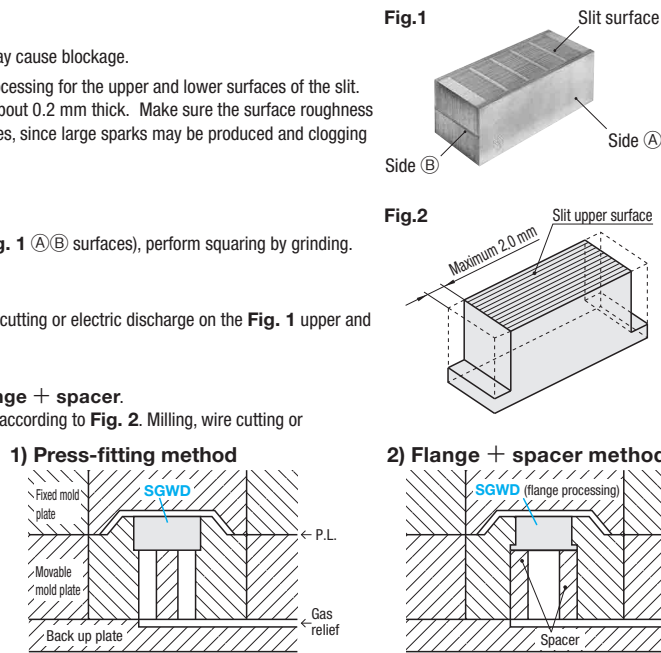 Fig.1
Slit surface
ay cause blockage.
ocessing for the upper and lower surfaces of the slit.
bout 0.2 mm thick. Make sure the surface roughness
es, since large sparks may be produced and clogging
Side Ⓐ
Side Ⓑ
Fig.2
Slit upper surface
Maximum 2.0 mm
g. 1 ⒶⒷ surfaces), perform squaring by grinding.
cutting or electric discharge on the Fig. 1 upper and
nge + spacer.
according to Fig. 2. Milling, wire cutting or
1) Press-fitting method
Fixed mold
plate
SGWD
←P.L.
Movable
mold plate
←Gas
relief
Back up plate
2) Flange + spacer method
SGWD (flange processing)
Spacer